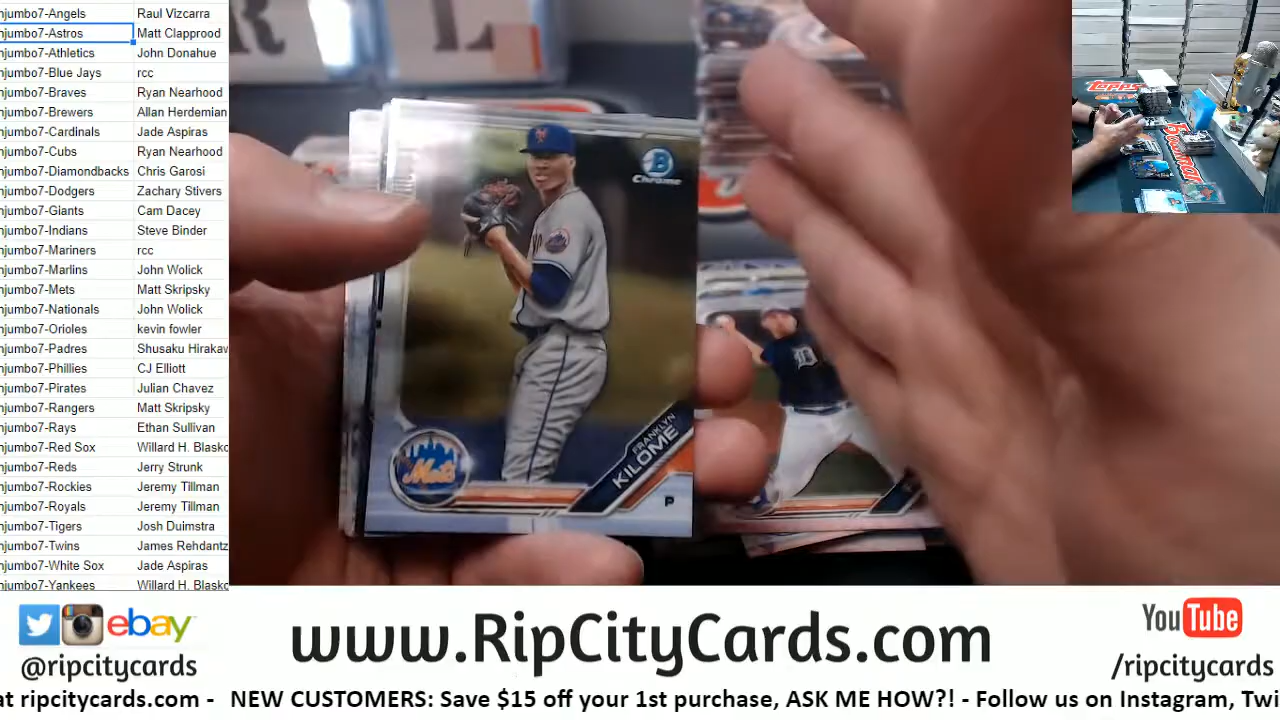 njumbo7-Angels Raul Vizcarra
njumbo7-Astros Matt Clapprood
njumbo7-Athletics John Donahue
njumbo7-Blue Jays rcc
njumbo7-Braves Ryan Nearhood
njumbo7-Brewers Allan Herdeman
njumbo7-Cardinals Jade Aspiras
njumbo7-Cubs Ryan Nearhood
njumbo7-Diamondbacks Chris Garosi
njumbo7-Dodgers Zachary Stivers
njumbo7-Giants Cam Dacey
njumbo7-Indians Steve Binder
njumbo7-Mariners rcc
njumbo7-Marlins John Wolick
njumbo7-Mets Matt Skripsky
njumbo7-Nationals John Wolick
njumbo7-Orioles kevin fowler
njumbo7-Padres Shusaku Hirakaw
njumbo7-Phillies CJ Elliott
njumbo7-Pirates Julian Chavez
njumbo7-Rangers Matt Skripsky
njumbo7-Rays Ethan Sullivan
njumbo7-Red Sox Willard H. Blasko
njumbo7-Reds Jerry Strunk
njumbo7-Rockies Jeremy Tillman
njumbo7-Royals Jeremy Tillman
njumbo7-Tigers Josh Duimstra
njumbo7-Twins James Rehdantz
njumbo7-White Sox Jade Aspiras
njumbo7-Yankees Willard H. Blasko
B
Chrome
Mets
FRANKLYN
KILOME
P
D
Topps
ebay
@ripcitycards
www.RipCityCards.com
YouTube
/ripcitycards
at ripcitycards.com - NEW CUSTOMERS: Save $15 off your 1st purchase, ASK ME HOW?! - Follow us on Instagram, Twi